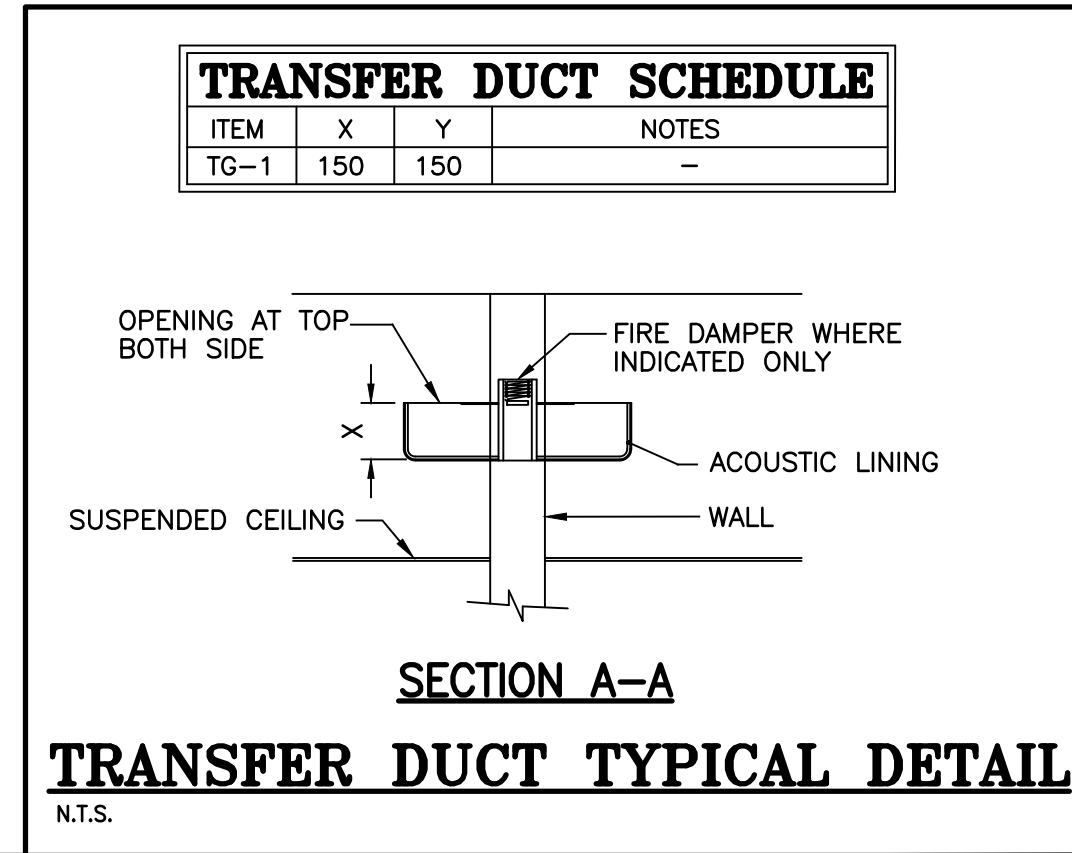 TRANSFER DUCT SCHEDULE
ITEM X Y NOTES
TG-1 150 150 -
OPENING AT TOP
BOTH SIDE
FIRE DAMPER WHERE
INDICATED ONLY
X
ACOUSTIC LINING
SUSPENDED CEILING
WALL
SECTION A-A
TRANSFER DUCT TYPICAL DETAIL
N.T.S.